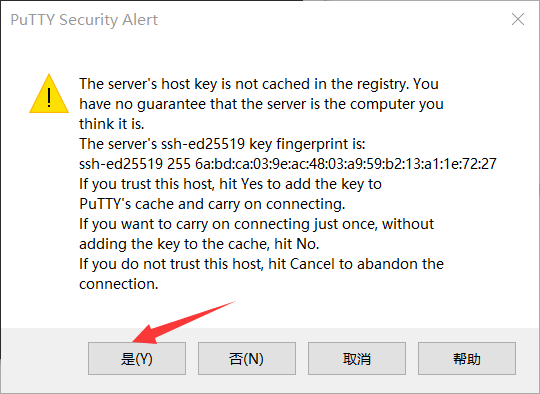 PuTTY Security Alert
The server's host key is not cached in the registry. You
have no guarantee that the server is the computer you
think it is.
The server's ssh-ed25519 key fingerprint is:
ssh-ed25519 255 6a:bd:ca:03:9e:ac:48:03:a9:59:b2:13:a1:1e:72:27
If you trust this host, hit Yes to add the key to
PuTTY's cache and carry on connecting.
If you want to carry on connecting just once, without
adding the key to the cache, hit No.
If you do not trust this host, hit Cancel to abandon the
connection.
是(Y) 否(N) 取消 帮助